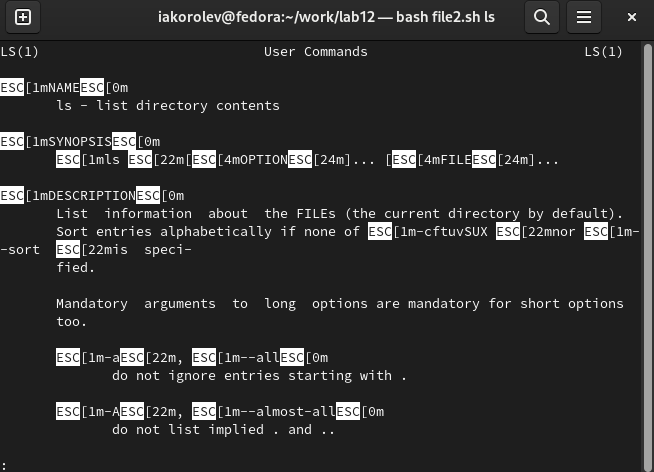 iakorolev@fedora:~/work/lab12 — bash file2.sh ls
LS(1)                            User Commands                           LS(1)
ESC[1mNAMEESC[0m
       ls - list directory contents
ESC[1mSYNOPSISESC[0m
       ESC[1mls ESC[22m[ESC[4mOPTIONESC[24m]... [ESC[4mFILEESC[24m]...
ESC[1mDESCRIPTIONESC[0m
       List  information  about  the FILEs (the current directory by default).
       Sort entries alphabetically if none of ESC[1m-cftuvSUX ESC[22mnor ESC[1m-
-sort  ESC[22mis  speci-
       fied.
       Mandatory  arguments  to  long  options are mandatory for short options
       too.
       ESC[1m-aESC[22m, ESC[1m--allESC[0m
              do not ignore entries starting with .
       ESC[1m-AESC[22m, ESC[1m--almost-allESC[0m
              do not list implied . and ..
: